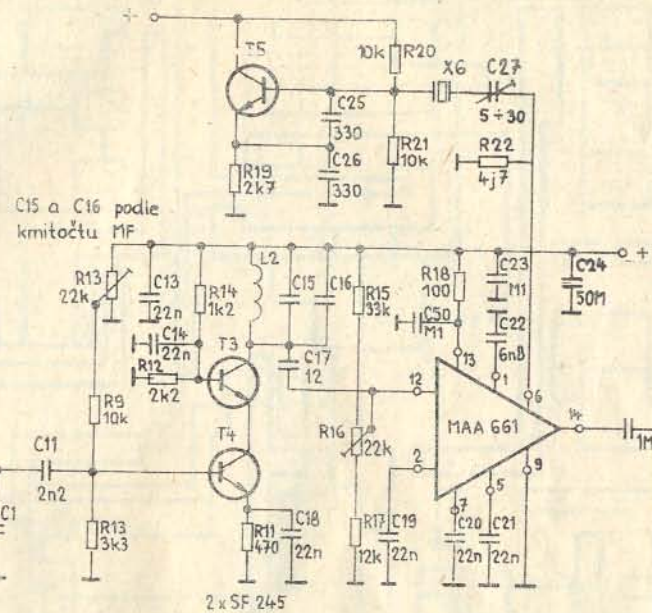 +
T5
10k
R20
X6
C27
5÷30
C25
330
R21
10k
R22
4j7
R19
2k7
C26
330
C15 a C16 podie
kmitočtu MF
+
R13
22k
C13
22n
R14
1k2
L2
C15
C16
R15
33k
R18
100
C23
M1
C24
50M
C50
M1
C22
6n8
C14
22n
T3
C17
12
R12
2k2
13
1
6
R9
10k
12
MAA 661
14
1M
T4
R16
22k
2
9
C11
2n2
7
5
C1
R13
3k3
R11
470
C18
22n
R17
12k
C19
22n
C20
22n
C21
22n
2 x SF 245